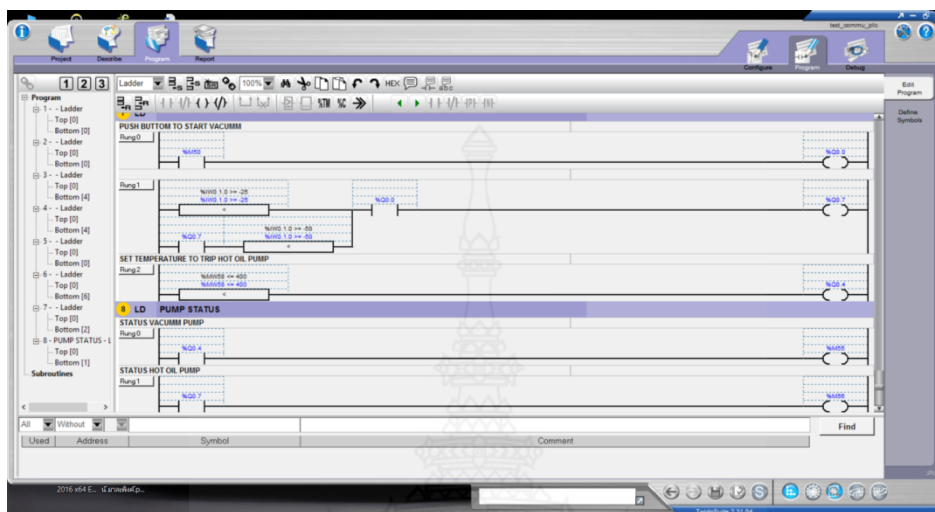 test_commu_plc
Project Describe Program Report
Configure Program Debug
1 2 3 Ladder 100% HEX abc
%TM %C
Edit Program
Define Symbols
Program
1 - - Ladder
Top [0]
Bottom [0]
2 - - Ladder
Top [0]
Bottom [0]
3 - - Ladder
Top [0]
Bottom [4]
4 - - Ladder
Top [0]
Bottom [4]
5 - - Ladder
Top [0]
Bottom [0]
6 - - Ladder
Top [0]
Bottom [6]
7 - - Ladder
Top [0]
Bottom [2]
8 - PUMP STATUS - L
Top [0]
Bottom [1]
Subroutines
7 LD
PUSH BUTTOM TO START VACUMM
Rung0
%M50 %Q0.0
Rung1
%IW0.1.0 >= -25
%IW0.1.0 >= -25 %Q0.0 %Q0.7
<
%IW0.1.0 >= -50
%Q0.7 %IW0.1.0 >= -50
<
SET TEMPERATURE TO TRIP HOT OIL PUMP
Rung2
%MW58 <= 400
%MW58 <= 400 %Q0.4
<
8 LD PUMP STATUS
STATUS VACUMM PUMP
Rung0
%Q0.4 %M55
STATUS HOT OIL PUMP
Rung1
%Q0.7 %M56
All Without Find
Used Address Symbol Comment
2016 x64 E...